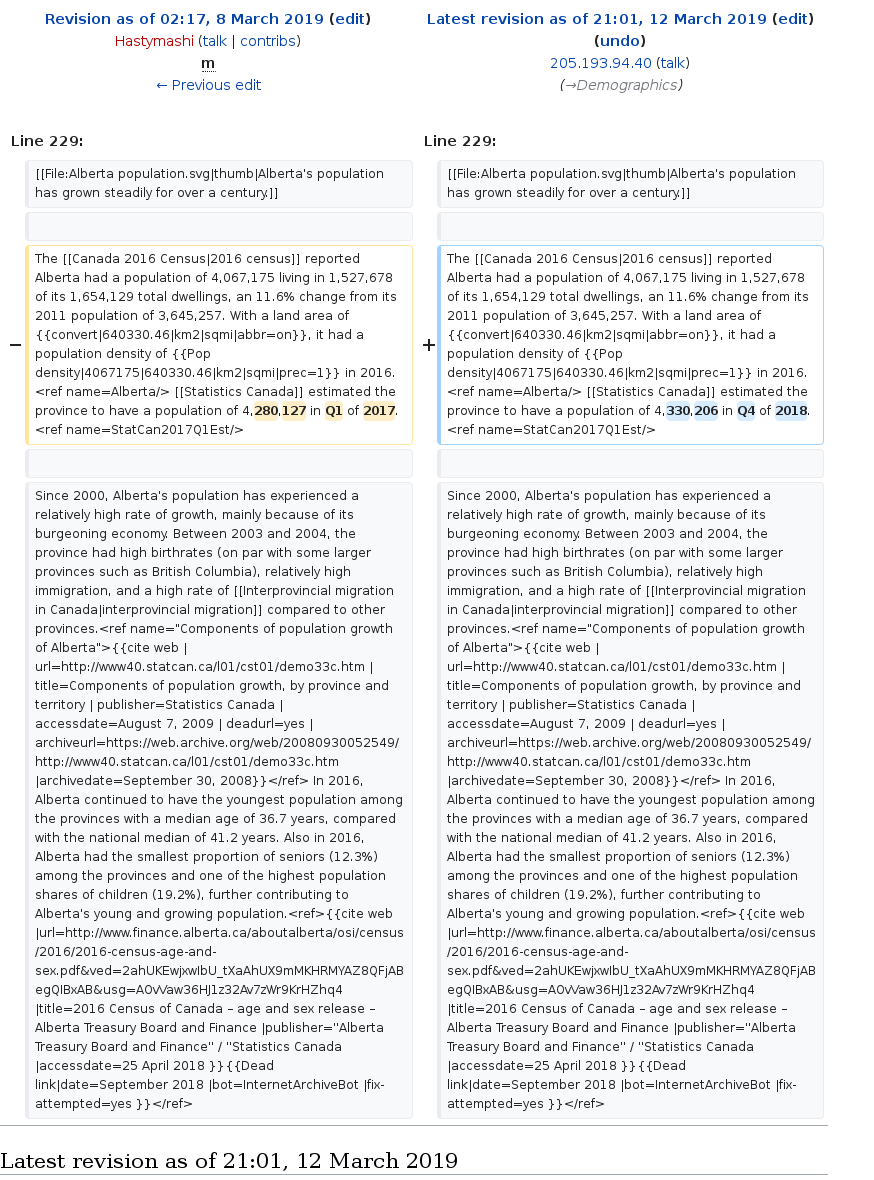 Revision as of 02:17, 8 March 2019 (edit)
Hastymashi (talk | contribs)
m
← Previous edit
Latest revision as of 21:01, 12 March 2019 (edit)
(undo)
205.193.94.40 (talk)
(→Demographics)
Line 229:
Line 229:
[[File:Alberta population.svg|thumb|Alberta's population
has grown steadily for over a century.]]
[[File:Alberta population.svg|thumb|Alberta's population
has grown steadily for over a century.]]
−
The [[Canada 2016 Census|2016 census]] reported
Alberta had a population of 4,067,175 living in 1,527,678
of its 1,654,129 total dwellings, an 11.6% change from its
2011 population of 3,645,257. With a land area of
{{convert|640330.46|km2|sqmi|abbr=on}}, it had a
population density of {{Pop
density|4067175|640330.46|km2|sqmi|prec=1}} in 2016.
<ref name=Alberta/> [[Statistics Canada]] estimated the
province to have a population of 4,280,127 in Q1 of 2017.
<ref name=StatCan2017Q1Est/>
+
The [[Canada 2016 Census|2016 census]] reported
Alberta had a population of 4,067,175 living in 1,527,678
of its 1,654,129 total dwellings, an 11.6% change from its
2011 population of 3,645,257. With a land area of
{{convert|640330.46|km2|sqmi|abbr=on}}, it had a
population density of {{Pop
density|4067175|640330.46|km2|sqmi|prec=1}} in 2016.
<ref name=Alberta/> [[Statistics Canada]] estimated the
province to have a population of 4,330,206 in Q4 of 2018.
<ref name=StatCan2017Q1Est/>
Since 2000, Alberta's population has experienced a
relatively high rate of growth, mainly because of its
burgeoning economy. Between 2003 and 2004, the
province had high birthrates (on par with some larger
provinces such as British Columbia), relatively high
immigration, and a high rate of [[Interprovincial migration
in Canada|interprovincial migration]] compared to other
provinces.<ref name="Components of population growth
of Alberta">{{cite web |
url=http://www40.statcan.ca/l01/cst01/demo33c.htm |
title=Components of population growth, by province and
territory | publisher=Statistics Canada |
accessdate=August 7, 2009 | deadurl=yes |
archiveurl=https://web.archive.org/web/20080930052549/
http://www40.statcan.ca/l01/cst01/demo33c.htm
|archivedate=September 30, 2008}}</ref> In 2016,
Alberta continued to have the youngest population among
the provinces with a median age of 36.7 years, compared
with the national median of 41.2 years. Also in 2016,
Alberta had the smallest proportion of seniors (12.3%)
among the provinces and one of the highest population
shares of children (19.2%), further contributing to
Alberta's young and growing population.<ref>{{cite web
|url=http://www.finance.alberta.ca/aboutalberta/osi/census
/2016/2016-census-age-and-
sex.pdf&ved=2ahUKEwjxwIbU_tXaAhUX9mMKHRMYAZ8QFjAB
egQIBxAB&usg=AOvVaw36HJ1z32Av7zWr9KrHZhq4
|title=2016 Census of Canada – age and sex release –
Alberta Treasury Board and Finance |publisher=''Alberta
Treasury Board and Finance'' / ''Statistics Canada
|accessdate=25 April 2018 }}{{Dead
link|date=September 2018 |bot=InternetArchiveBot |fix-
attempted=yes }}</ref>
Since 2000, Alberta's population has experienced a
relatively high rate of growth, mainly because of its
burgeoning economy. Between 2003 and 2004, the
province had high birthrates (on par with some larger
provinces such as British Columbia), relatively high
immigration, and a high rate of [[Interprovincial migration
in Canada|interprovincial migration]] compared to other
provinces.<ref name="Components of population growth
of Alberta">{{cite web |
url=http://www40.statcan.ca/l01/cst01/demo33c.htm |
title=Components of population growth, by province and
territory | publisher=Statistics Canada |
accessdate=August 7, 2009 | deadurl=yes |
archiveurl=https://web.archive.org/web/20080930052549/
http://www40.statcan.ca/l01/cst01/demo33c.htm
|archivedate=September 30, 2008}}</ref> In 2016,
Alberta continued to have the youngest population among
the provinces with a median age of 36.7 years, compared
with the national median of 41.2 years. Also in 2016,
Alberta had the smallest proportion of seniors (12.3%)
among the provinces and one of the highest population
shares of children (19.2%), further contributing to
Alberta's young and growing population.<ref>{{cite web
|url=http://www.finance.alberta.ca/aboutalberta/osi/census
/2016/2016-census-age-and-
sex.pdf&ved=2ahUKEwjxwIbU_tXaAhUX9mMKHRMYAZ8QFjAB
egQIBxAB&usg=AOvVaw36HJ1z32Av7zWr9KrHZhq4
|title=2016 Census of Canada – age and sex release –
Alberta Treasury Board and Finance |publisher=''Alberta
Treasury Board and Finance'' / ''Statistics Canada
|accessdate=25 April 2018 }}{{Dead
link|date=September 2018 |bot=InternetArchiveBot |fix-
attempted=yes }}</ref>
Latest revision as of 21:01, 12 March 2019